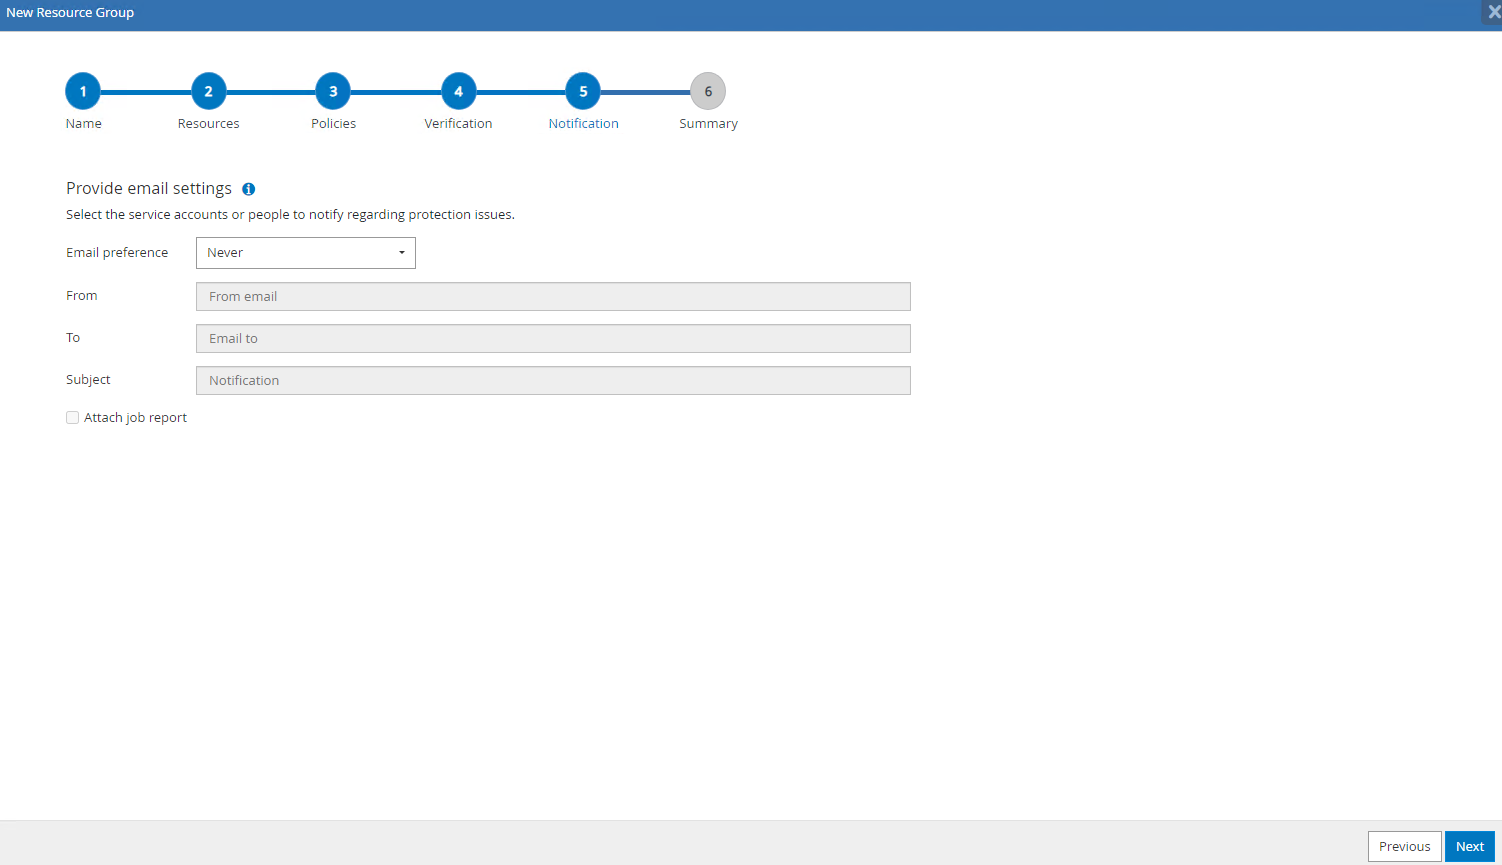 New Resource Group
1 2 3 4 5 6
Name Resources Policies Verification Notification Summary
Provide email settings
Select the service accounts or people to notify regarding protection issues.
Email preference Never
From From email
To Email to
Subject Notification
Attach job report
Previous Next